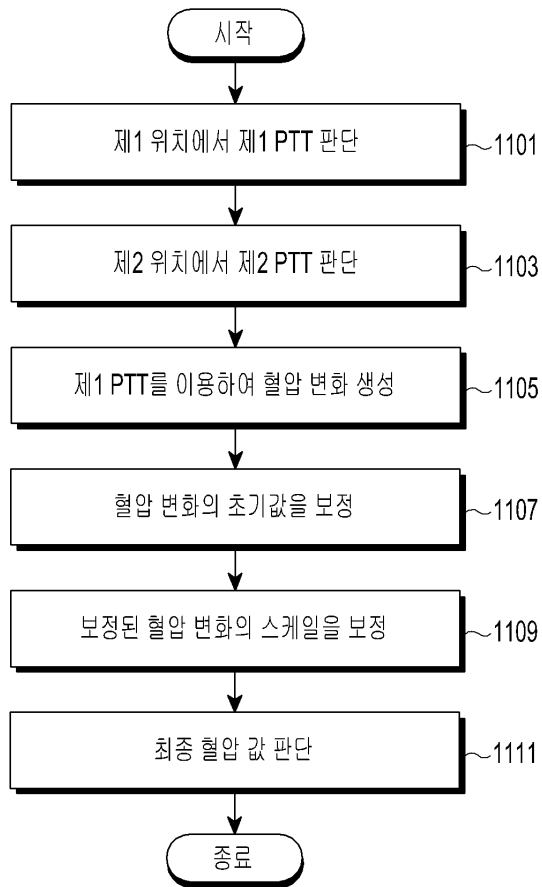 시작
제1 위치에서 제1 PTT 판단
1101
제2 위치에서 제2 PTT 판단
1103
제1 PTT를 이용하여 혈압 변화 생성
1105
혈압 변화의 초기값을 보정
1107
보정된 혈압 변화의 스케일을 보정
1109
최종 혈압 값 판단
1111
종료